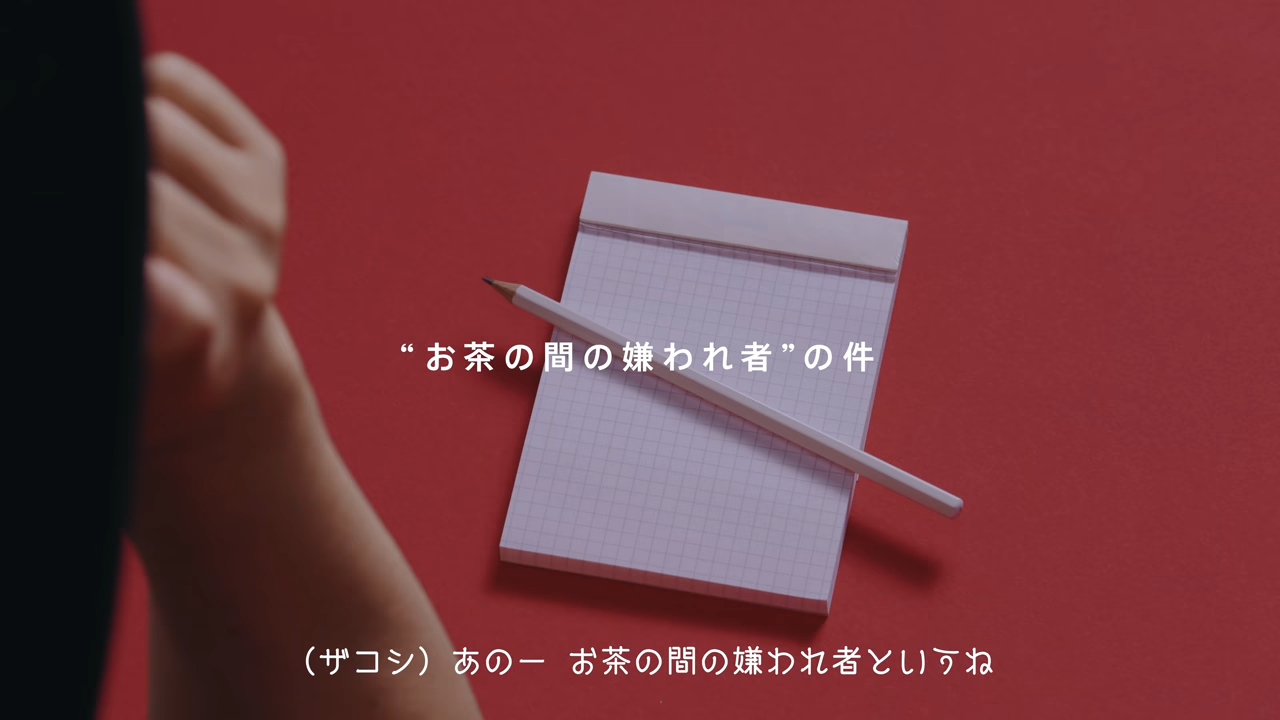 “お茶の間の嫌われ者”の件
（ザコシ）あのー お茶の間の嫌われ者というね